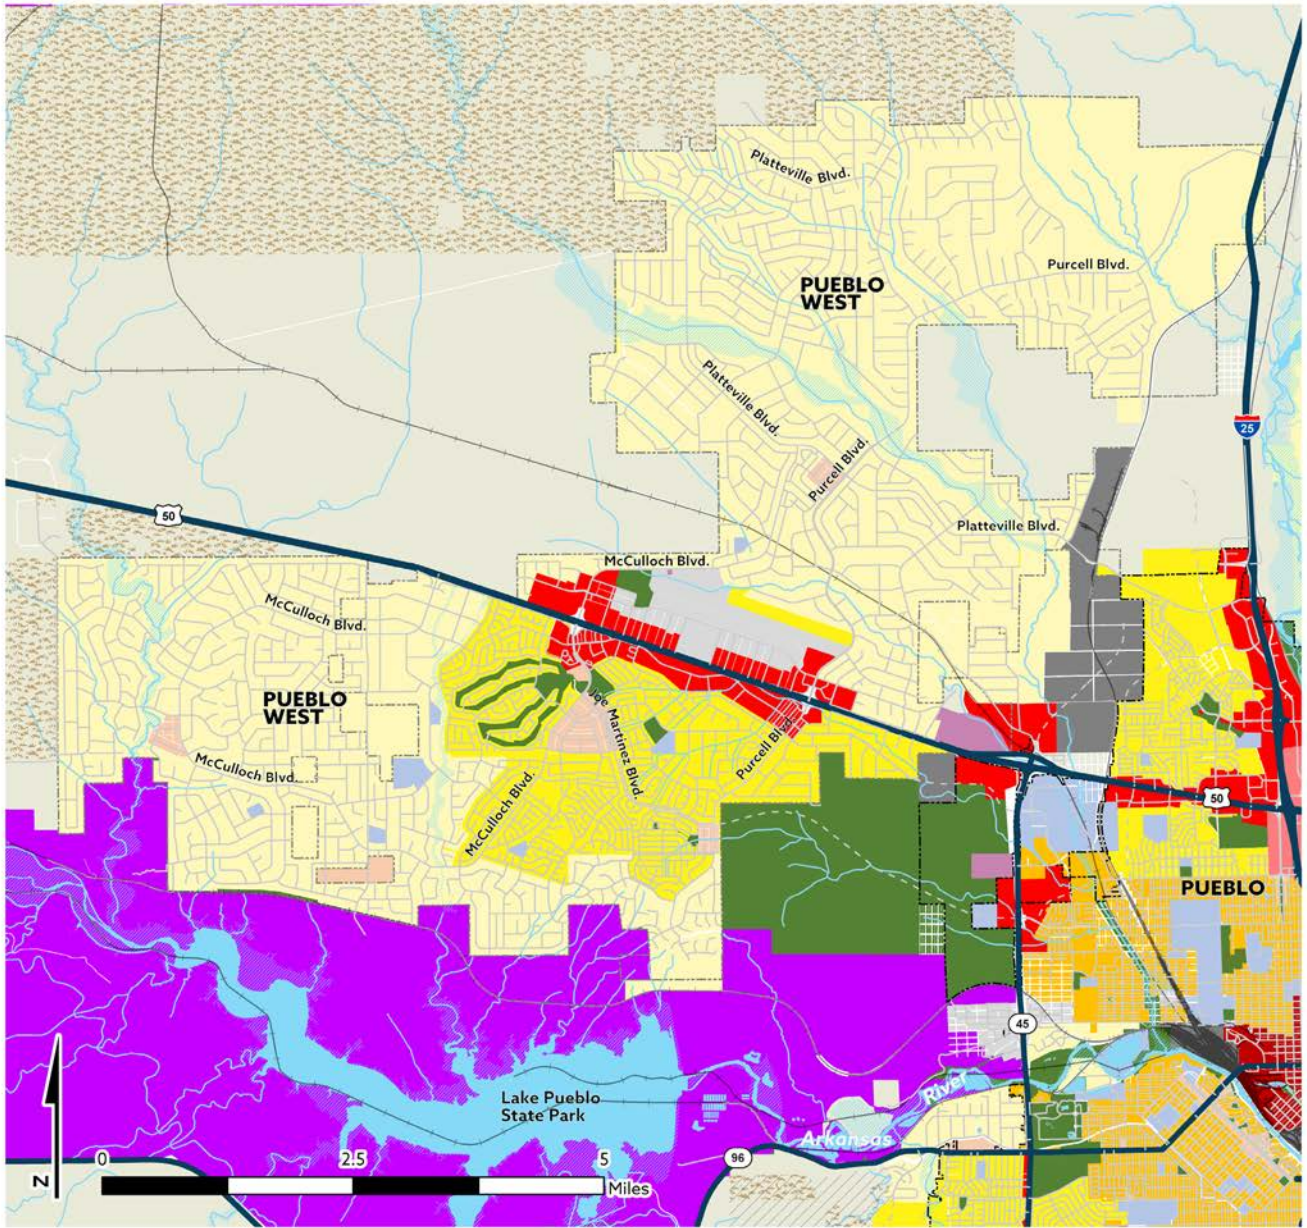 Platteville Blvd.
Purcell Blvd.
PUEBLO
WEST
Platteville Blvd.
Purcell Blvd.
25
50
Platteville Blvd.
McCulloch Blvd.
McCulloch Blvd.
PUEBLO
WEST
Joe Martinez Blvd.
Purcell Blvd.
McCulloch Blvd.
McCulloch Blvd.
50
PUEBLO
45
River
Arkansas
Lake Pueblo
State Park
96
N
0
2.5
5
Miles